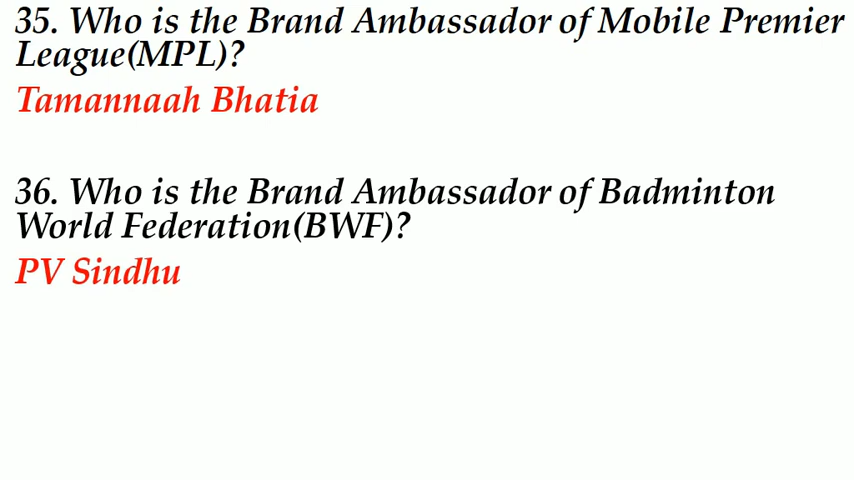 35. Who is the Brand Ambassador of Mobile Premier
League(MPL)?
Tamannaah Bhatia
36. Who is the Brand Ambassador of Badminton
World Federation(BWF)?
PV Sindhu